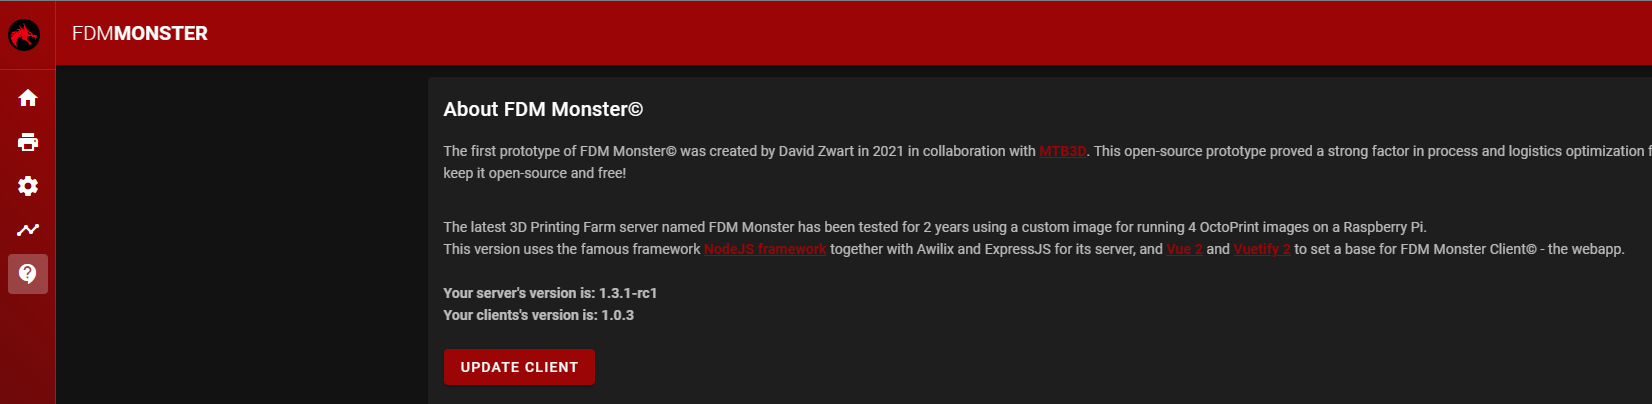 FDMMONSTER
About FDM Monster©
The first prototype of FDM Monster© was created by David Zwart in 2021 in collaboration with MTB3D. This open-source prototype proved a strong factor in process and logistics optimization
keep it open-source and free!
The latest 3D Printing Farm server named FDM Monster has been tested for 2 years using a custom image for running 4 OctoPrint images on a Raspberry Pi.
This version uses the famous framework NodeJS framework together with Awilix and ExpressJS for its server, and Vue 2 and Vuetify 2 to set a base for FDM Monster Client© - the webapp.
Your server's version is: 1.3.1-rc1
Your clients's version is: 1.0.3
UPDATE CLIENT